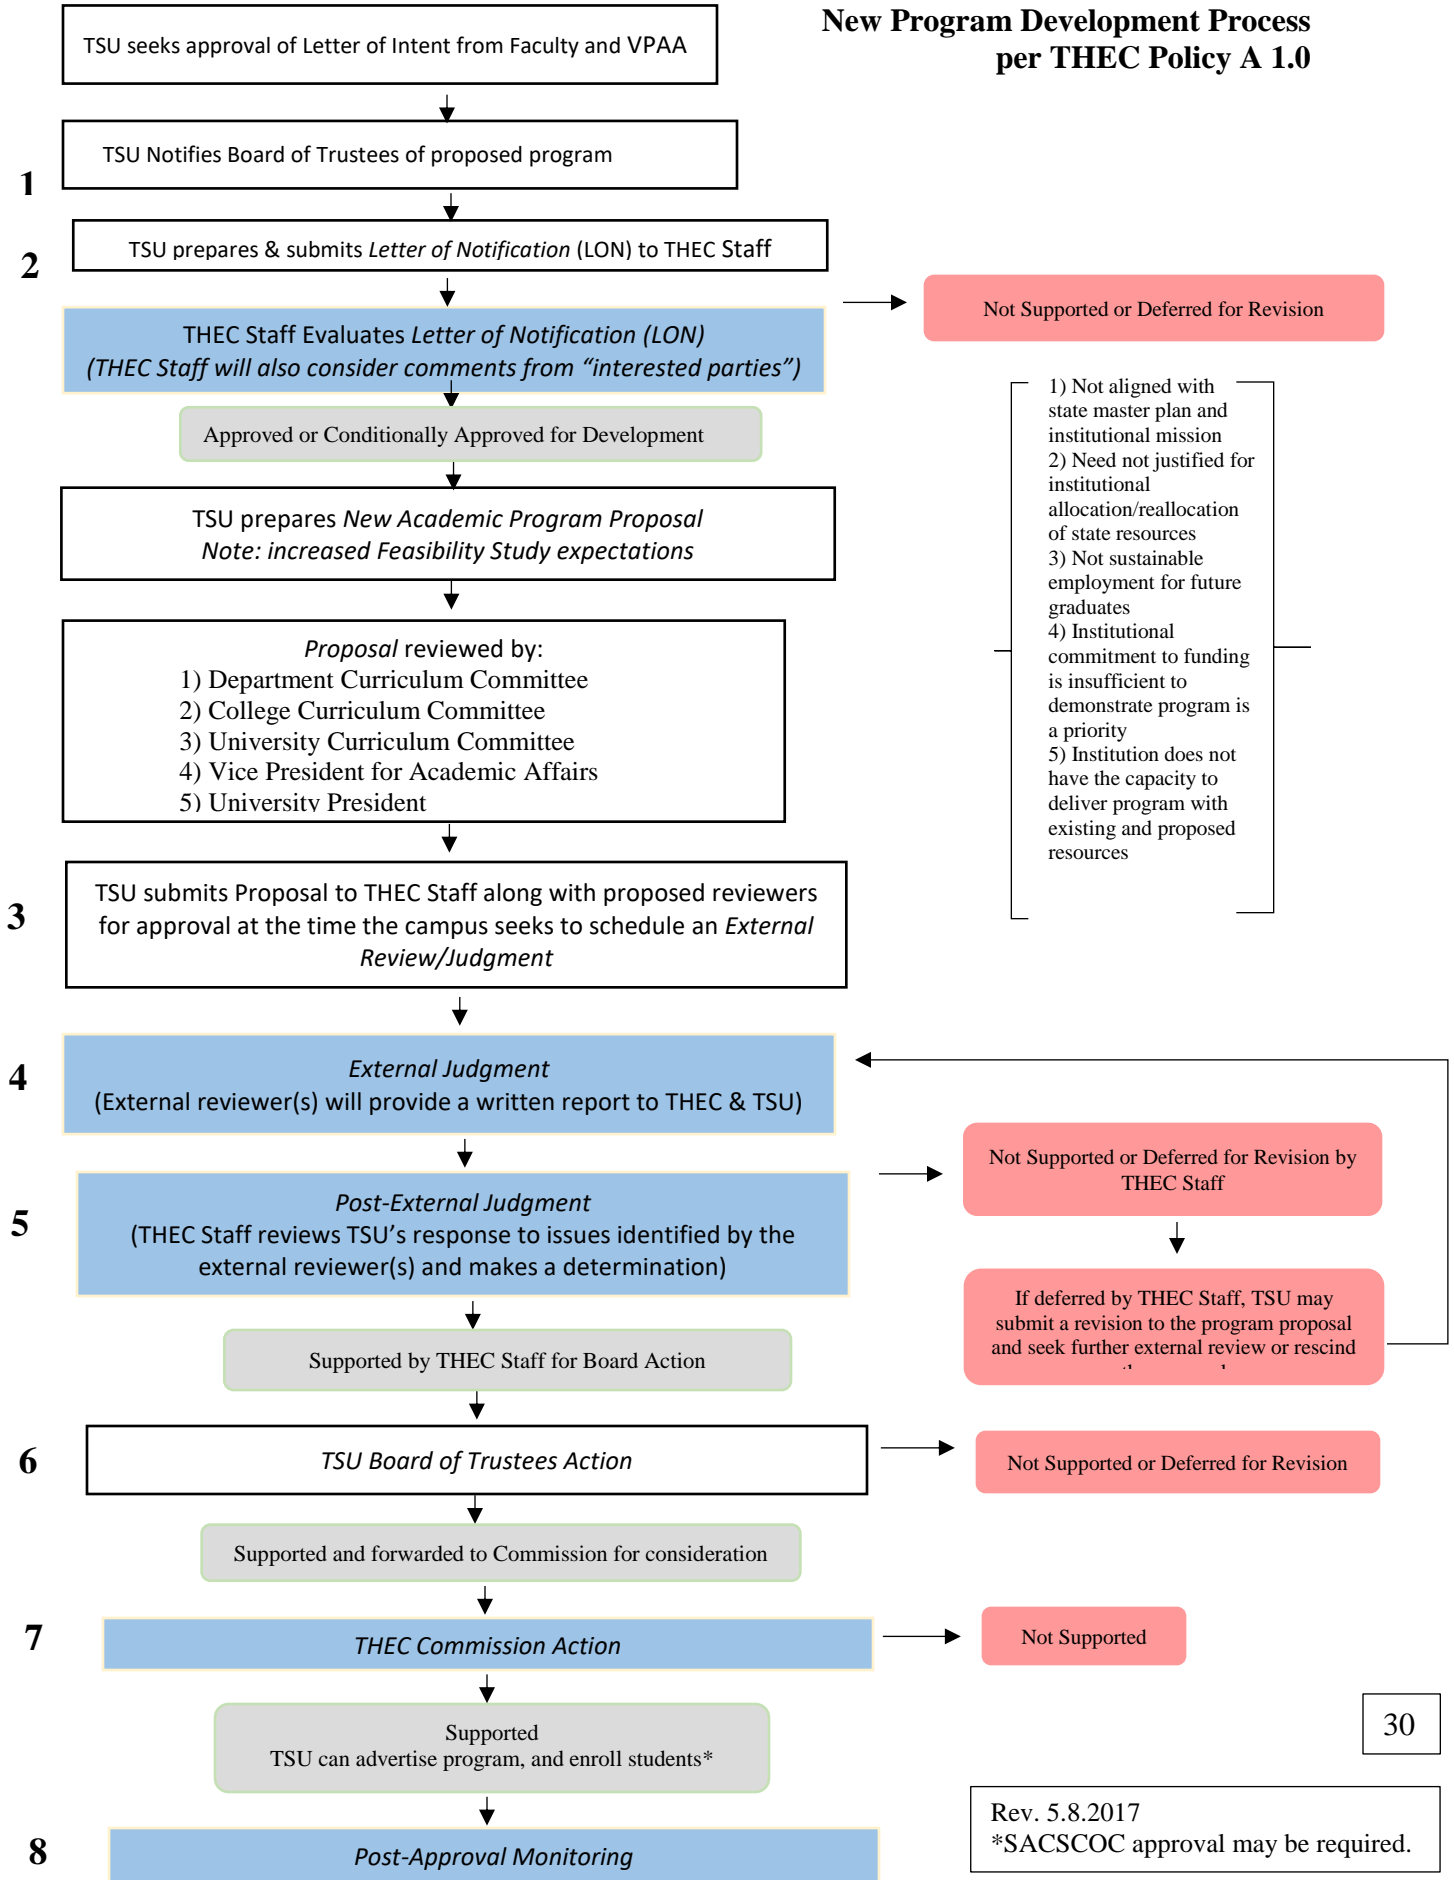 New Program Development Process
per THEC Policy A 1.0
TSU seeks approval of Letter of Intent from Faculty and VPAA
TSU Notifies Board of Trustees of proposed program
1
TSU prepares & submits Letter of Notification (LON) to THEC Staff
2
THEC Staff Evaluates Letter of Notification (LON)
(THEC Staff will also consider comments from “interested parties”)
Not Supported or Deferred for Revision
1) Not aligned with
state master plan and
institutional mission
2) Need not justified for
institutional
allocation/reallocation
of state resources
3) Not sustainable
employment for future
graduates
4) Institutional
commitment to funding
is insufficient to
demonstrate program is
a priority
5) Institution does not
have the capacity to
deliver program with
existing and proposed
resources
Approved or Conditionally Approved for Development
TSU prepares New Academic Program Proposal
Note: increased Feasibility Study expectations
Proposal reviewed by:
1) Department Curriculum Committee
2) College Curriculum Committee
3) University Curriculum Committee
4) Vice President for Academic Affairs
5) University President
3
TSU submits Proposal to THEC Staff along with proposed reviewers
for approval at the time the campus seeks to schedule an External
Review/Judgment
4
External Judgment
(External reviewer(s) will provide a written report to THEC & TSU)
5
Post-External Judgment
(THEC Staff reviews TSU’s response to issues identified by the
external reviewer(s) and makes a determination)
Not Supported or Deferred for Revision by
THEC Staff
If deferred by THEC Staff, TSU may
submit a revision to the program proposal
and seek further external review or rescind
Supported by THEC Staff for Board Action
6
TSU Board of Trustees Action
Not Supported or Deferred for Revision
Supported and forwarded to Commission for consideration
7
THEC Commission Action
Not Supported
Supported
TSU can advertise program, and enroll students*
30
Rev. 5.8.2017
*SACSCOC approval may be required.
8
Post-Approval Monitoring